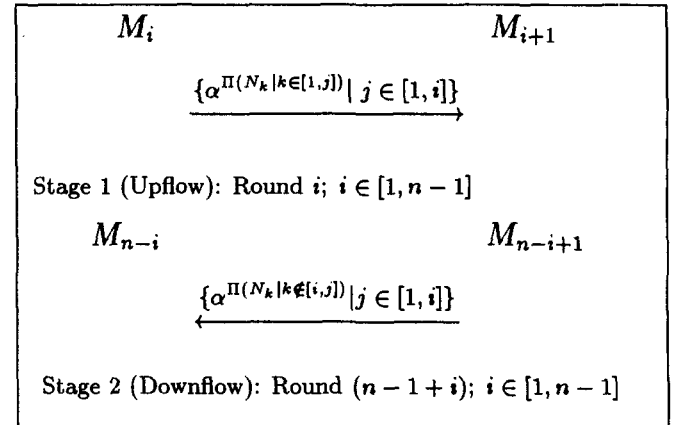 M_i M_{i+1}
{α^{Π(N_k|k∈[1,j])}| j ∈ [1,i]}
Stage 1 (Upflow): Round i; i ∈ [1, n − 1]
M_{n−i} M_{n−i+1}
{α^{Π(N_k|k∉[i,j])}|j ∈ [1,i]}
Stage 2 (Downflow): Round (n − 1 + i); i ∈ [1, n − 1]